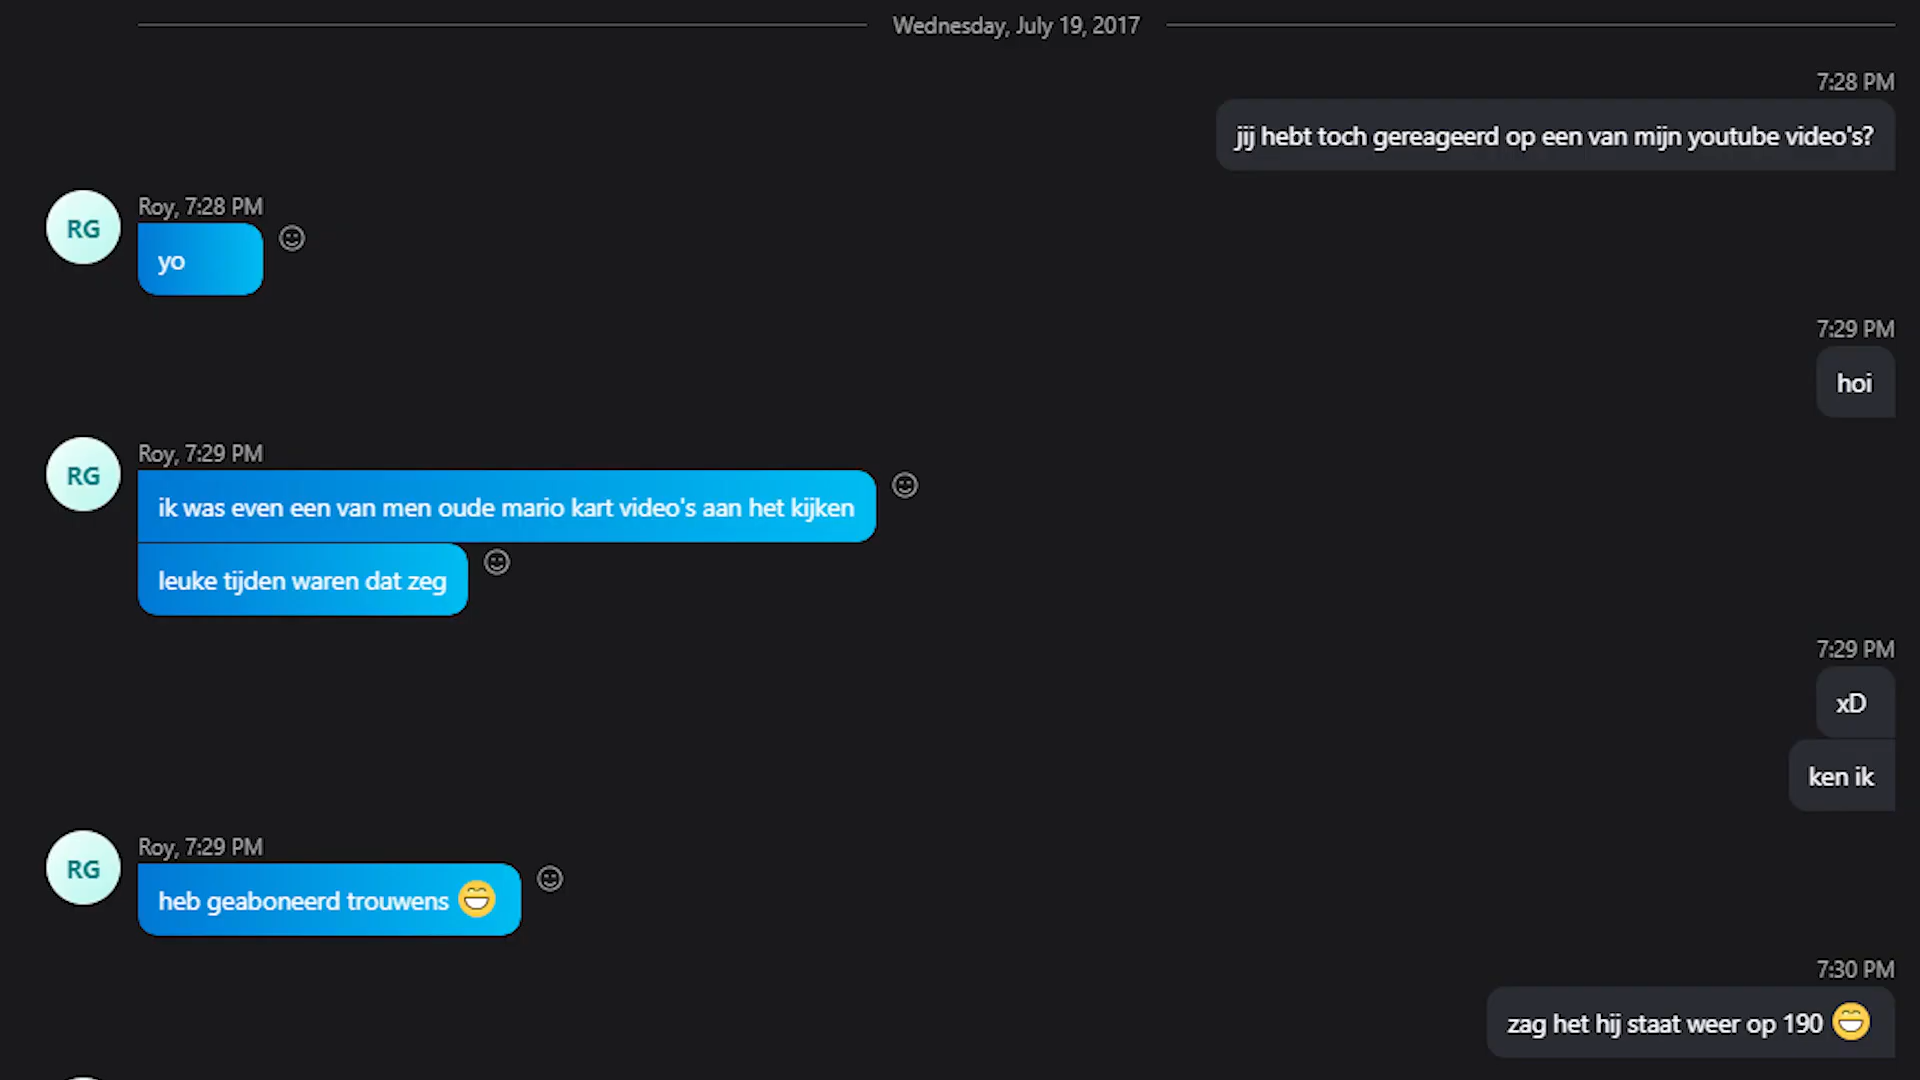 Wednesday, July 19, 2017
7:28 PM
jij hebt toch gereageerd op een van mijn youtube video's?
RG
Roy, 7:28 PM
yo
7:29 PM
hoi
RG
Roy, 7:29 PM
ik was even een van men oude mario kart video's aan het kijken
leuke tijden waren dat zeg
7:29 PM
xD
ken ik
RG
Roy, 7:29 PM
heb geaboneerd trouwens 😄
7:30 PM
zag het hij staat weer op 190 😄